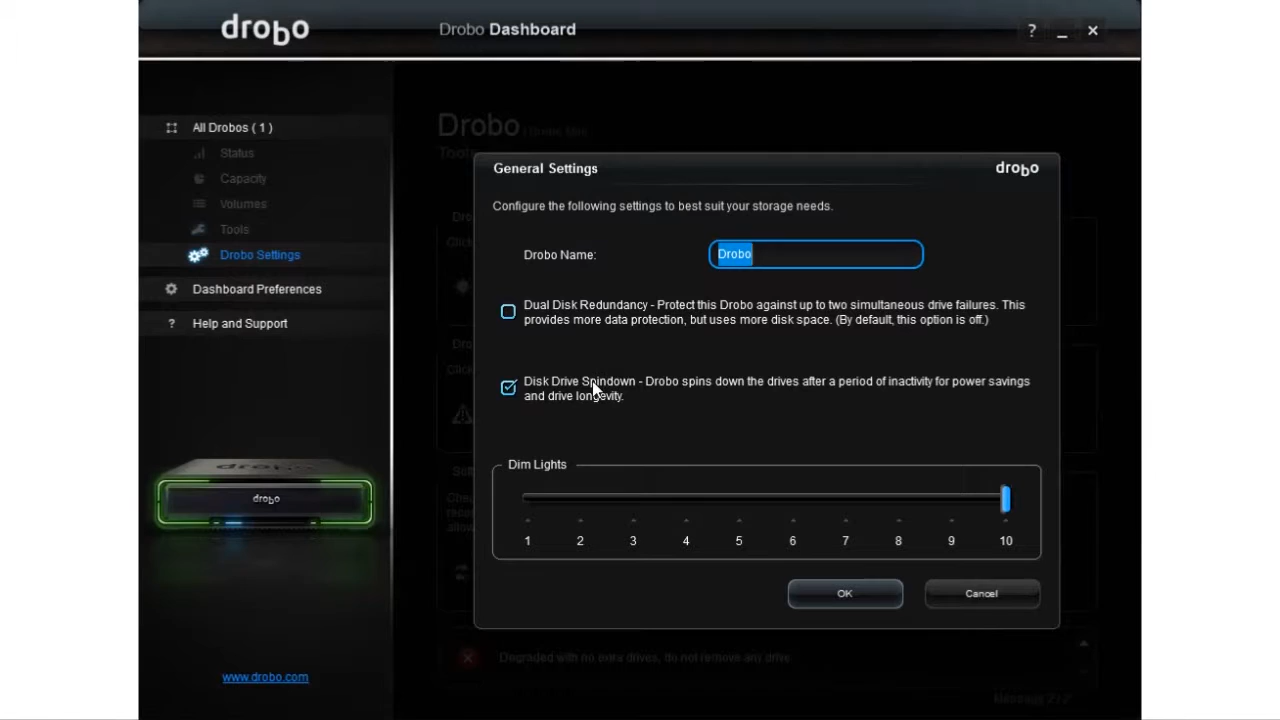 drobo
Drobo Dashboard
?
All Drobos ( 1 )
Status
Capacity
Volumes
Tools
Drobo Settings
Dashboard Preferences
? Help and Support
drobo
drobo
www.drobo.com
Drobo
General Settings
drobo
Configure the following settings to best suit your storage needs.
Drobo Name:
Drobo
Dual Disk Redundancy - Protect this Drobo against up to two simultaneous drive failures. This
provides more data protection, but uses more disk space. (By default, this option is off.)
Disk Drive Spindown - Drobo spins down the drives after a period of inactivity for power savings
and drive longevity.
Dim Lights
1 2 3 4 5 6 7 8 9 10
OK
Cancel
Degraded with no extra drives, do not remove any drive